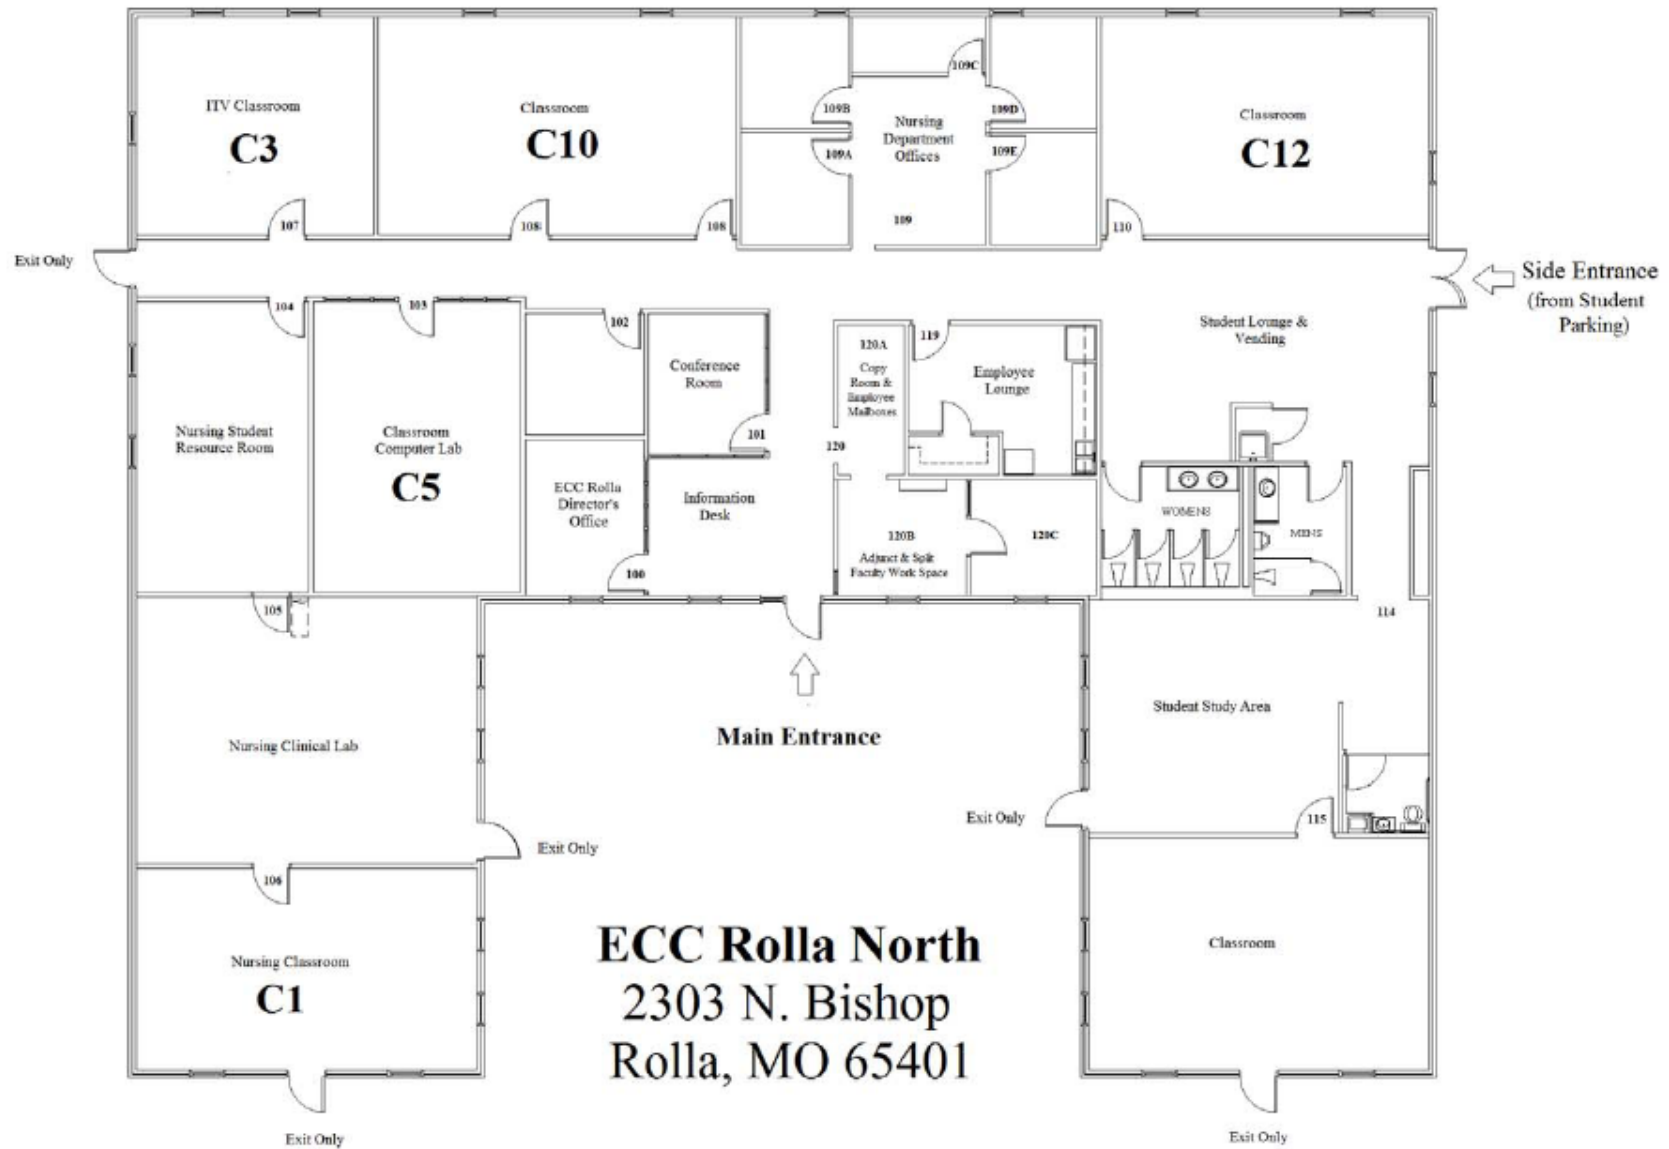 ITV Classroom
C3
107
Classroom
C10
108
108
109B
109A
109C
Nursing
Department
Offices
109
109D
109E
Classroom
C12
110
Exit Only
Side Entrance
(from Student
Parking)
104
Nursing Student
Resource Room
103
Classroom
Computer Lab
C5
102
Conference
Room
101
ECC Rolla
Director's
Office
100
Information
Desk
120
120A
Copy
Room &
Employee
Mailboxes
119
Employee
Lounge
120B
Adjunct & Split
Faculty Work Space
120C
Student Lounge &
Vending
WOMENS
MENS
114
105
Nursing Clinical Lab
Main Entrance
Student Study Area
Exit Only
Exit Only
115
106
Nursing Classroom
C1
ECC Rolla North
2303 N. Bishop
Rolla, MO 65401
Classroom
Exit Only
Exit Only